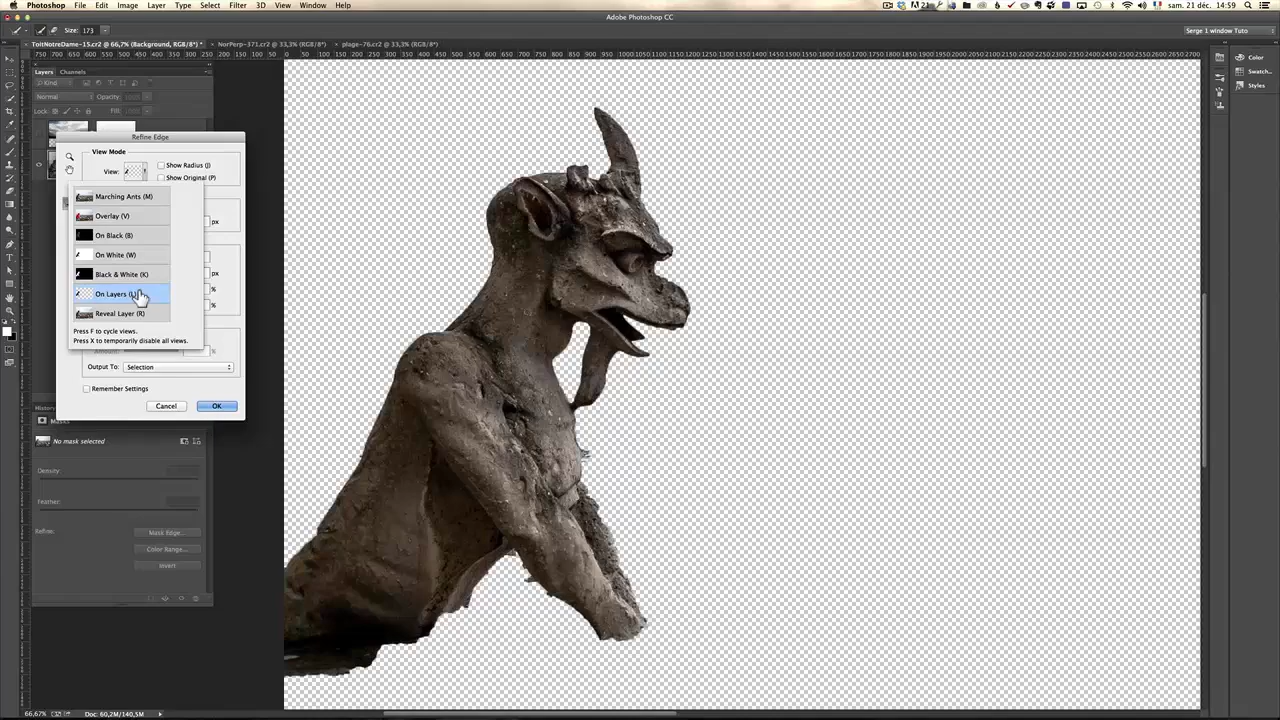 Photoshop File Edit Image Layer Type Select Filter 3D View Window Help
sam. 21 déc. 14:59
Adobe Photoshop CC
Size: 173
Serge 1 window Tuto
ToitNotreDame-15.cr2 @ 66,7% (Background, RGB/8*) *
NorPerp-371.cr2 @ 33,3% (RGB/8*)
plage-76.cr2 @ 33,3% (RGB/8*)
Layers Channels
Kind
Normal Opacity:
Lock: Fill:
Color
Swatch...
Styles
Refine Edge
View Mode
View:
Show Radius (J)
Show Original (P)
Marching Ants (M)
Overlay (V)
On Black (B)
On White (W)
Black & White (K)
On Layers (L)
Reveal Layer (R)
Press F to cycle views.
Press X to temporarily disable all views.
px
px
%
%
%
Output To: Selection
Remember Settings
Cancel OK
History
Masks
No mask selected
Density:
Feather:
Refine: Mask Edge...
Color Range...
Invert
66,67% Doc: 60,2M/140,5M